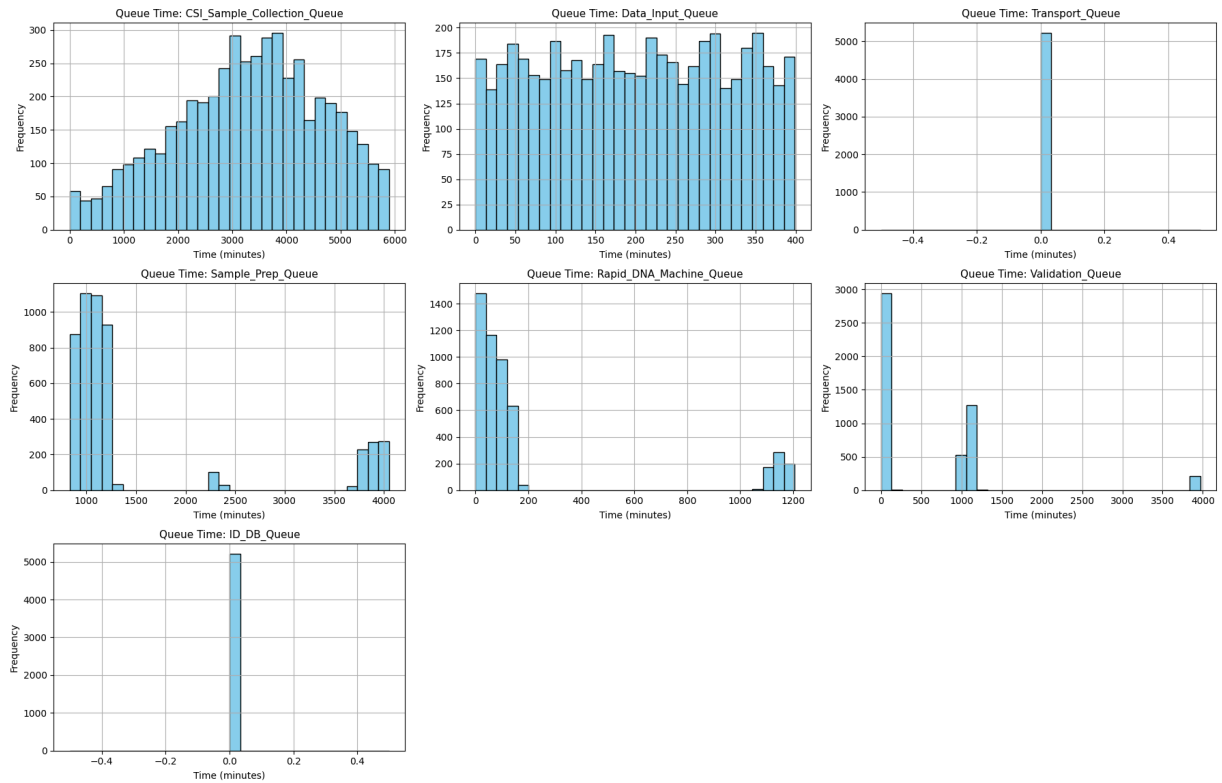 Queue Time: CSI_Sample_Collection_Queue
Frequency
300
250
200
150
100
50
0
0 1000 2000 3000 4000 5000 6000
Time (minutes)
Queue Time: Data_Input_Queue
Frequency
200
175
150
125
100
75
50
25
0
0 50 100 150 200 250 300 350 400
Time (minutes)
Queue Time: Transport_Queue
Frequency
5000
4000
3000
2000
1000
0
−0.4 −0.2 0.0 0.2 0.4
Time (minutes)
Queue Time: Sample_Prep_Queue
Frequency
1000
800
600
400
200
0
1000 1500 2000 2500 3000 3500 4000
Time (minutes)
Queue Time: Rapid_DNA_Machine_Queue
Frequency
1400
1200
1000
800
600
400
200
0
0 200 400 600 800 1000 1200
Time (minutes)
Queue Time: Validation_Queue
Frequency
3000
2500
2000
1500
1000
500
0
0 500 1000 1500 2000 2500 3000 3500 4000
Time (minutes)
Queue Time: ID_DB_Queue
Frequency
5000
4000
3000
2000
1000
0
−0.4 −0.2 0.0 0.2 0.4
Time (minutes)